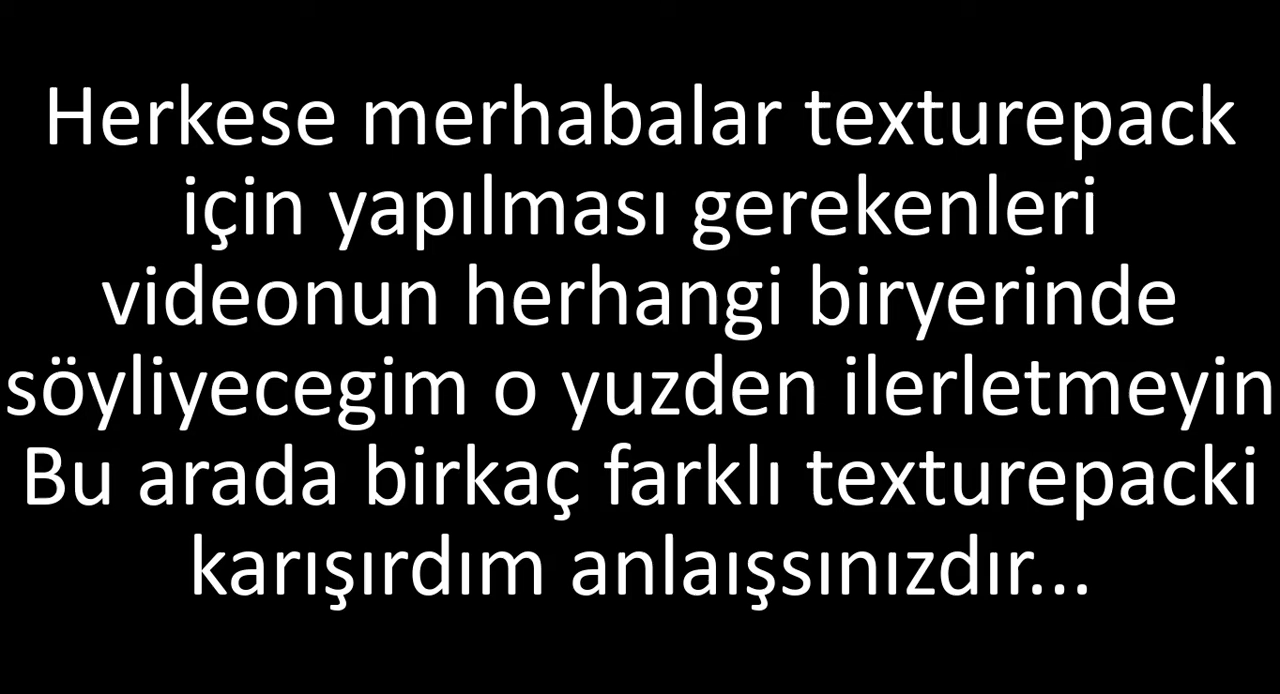 Herkese merhabalar texturepack
için yapılması gerekenleri
videonun herhangi biryerinde
söyliyecegim o yuzden ilerletmeyin
Bu arada birkaç farklı texturepacki
karışırdım anlaışsınızdır...